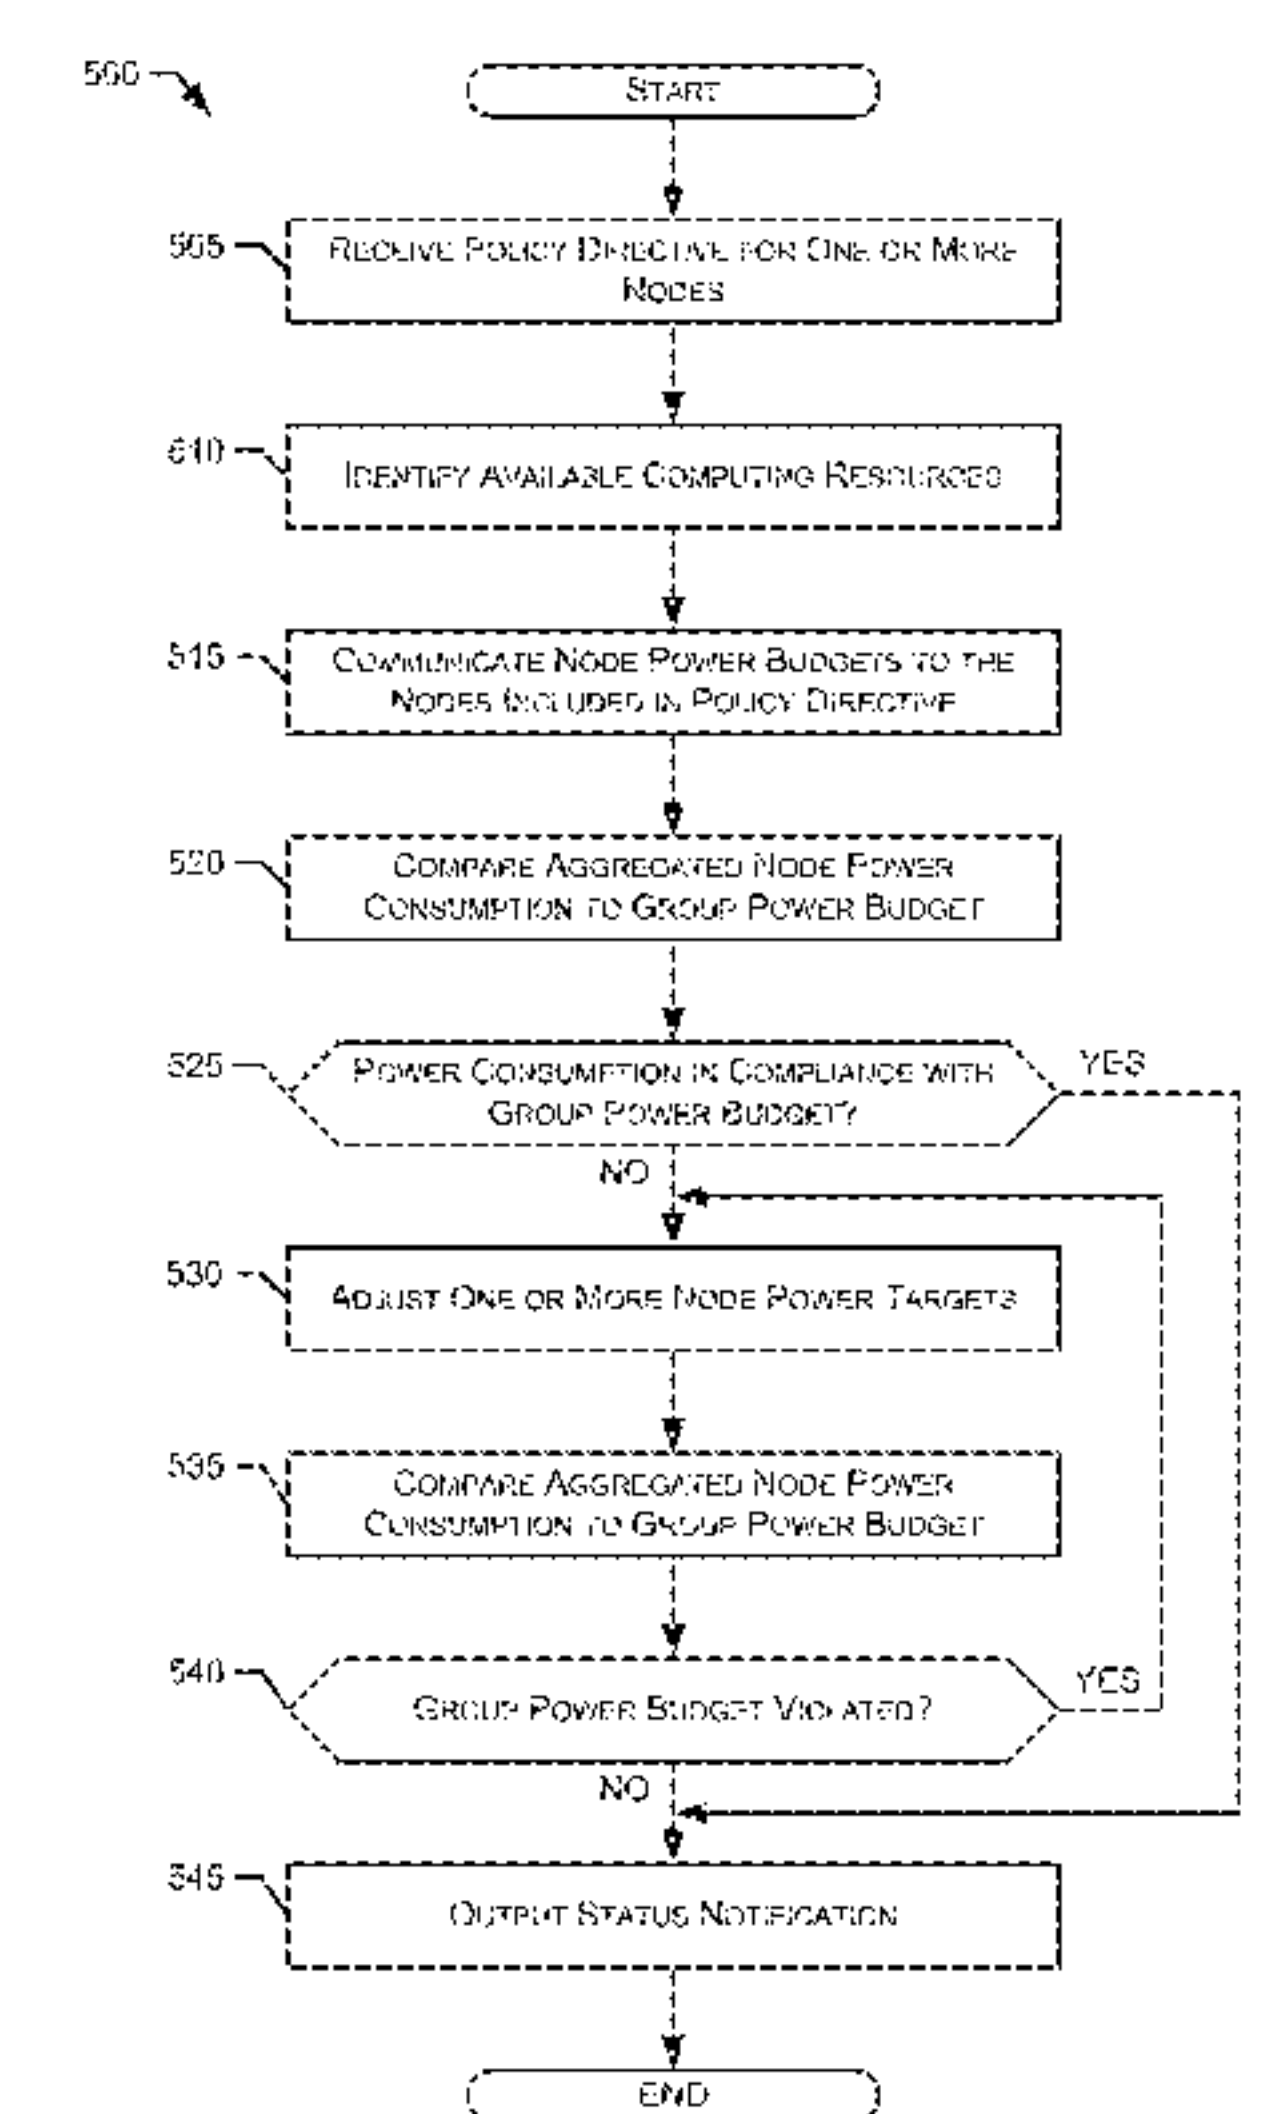 500
START
505
RECEIVE POLICY DIRECTIVE FOR ONE OR MORE
NODES
510
IDENTIFY AVAILABLE COMPUTING RESOURCES
515
COMMUNICATE NODE POWER BUDGETS TO THE
NODES INCLUDED IN POLICY DIRECTIVE
520
COMPARE AGGREGATED NODE POWER
CONSUMPTION TO GROUP POWER BUDGET
525
POWER CONSUMPTION IN COMPLIANCE WITH
GROUP POWER BUDGET?
YES
NO
530
ADJUST ONE OR MORE NODE POWER TARGETS
535
COMPARE AGGREGATED NODE POWER
CONSUMPTION TO GROUP POWER BUDGET
540
GROUP POWER BUDGET VIOLATED?
YES
NO
545
OUTPUT STATUS NOTIFICATION
END